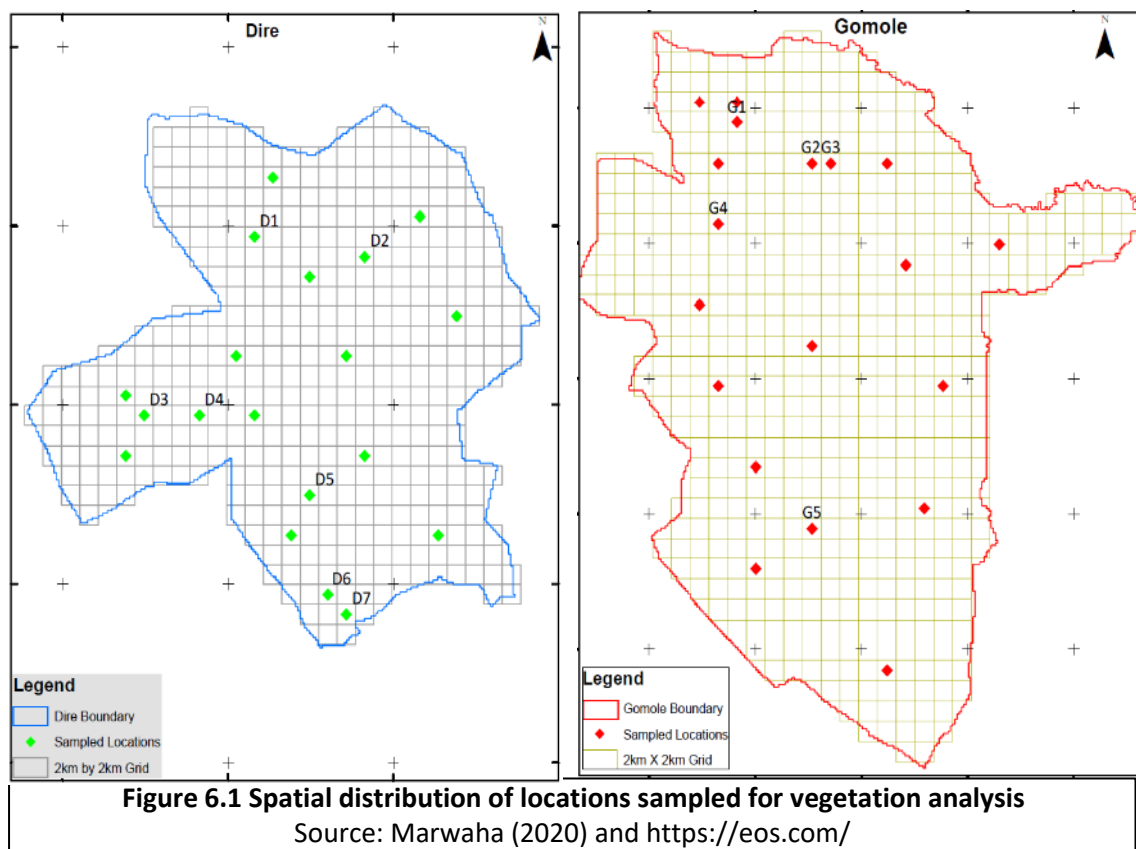 Dire
N
D1
D2
D3
D4
D5
D6
D7
Legend
Dire Boundary
Sampled Locations
2km by 2km Grid
Gomole
N
G1
G2G3
G4
G5
Legend
Gomole Boundary
Sampled Locations
2km X 2km Grid
Figure 6.1 Spatial distribution of locations sampled for vegetation analysis
Source: Marwaha (2020) and https://eos.com/